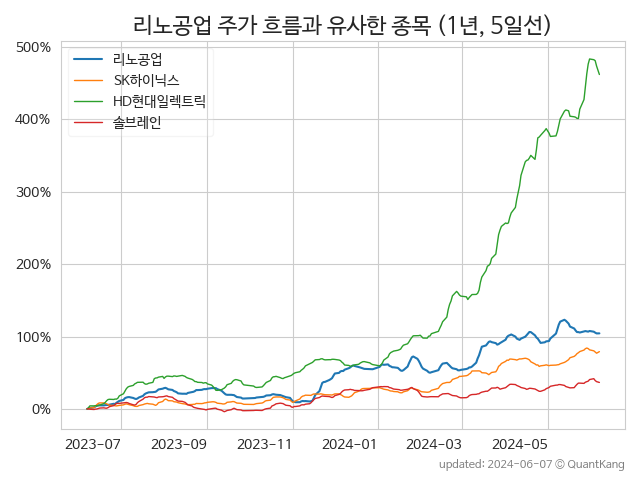 리노공업 주가 흐름과 유사한 종목 (1년, 5일선)
500%
400%
300%
200%
100%
0%
리노공업
SK하이닉스
HD현대일렉트릭
솔브레인
2023-07
2023-09
2023-11
2024-01
2024-03
2024-05
updated: 2024-06-07 © QuantKang